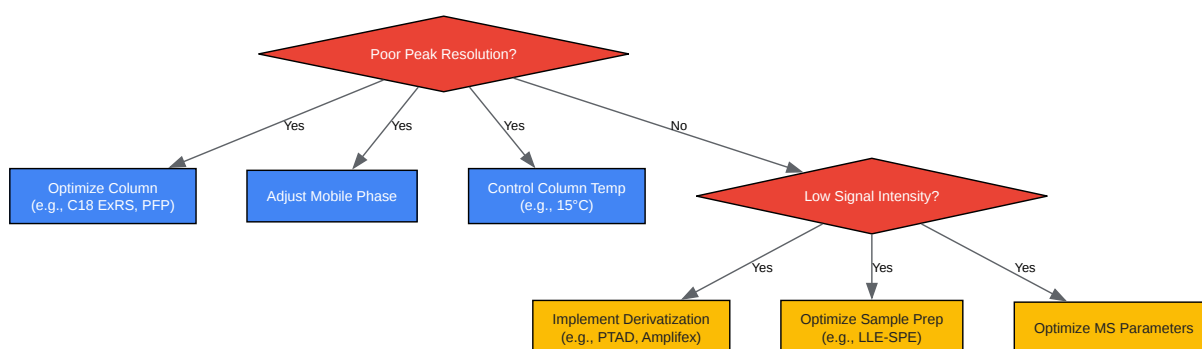 Poor Peak Resolution?
Yes
Yes
Yes
No
Optimize Column
(e.g., C18 ExRS, PFP)
Adjust Mobile Phase
Control Column Temp
(e.g., 15°C)
Low Signal Intensity?
Yes
Yes
Yes
Implement Derivatization
(e.g., PTAD, Amplifex)
Optimize Sample Prep
(e.g., LLE-SPE)
Optimize MS Parameters